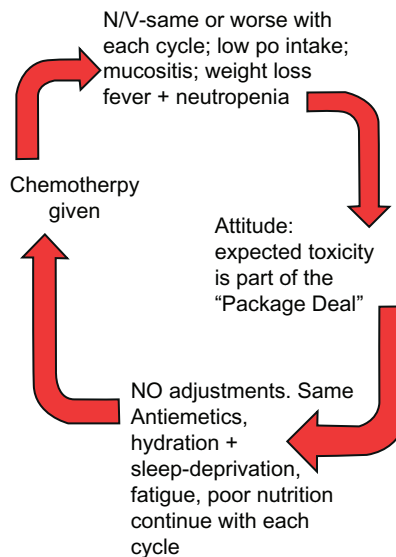 N/V-same or worse with
each cycle; low po intake;
mucositis; weight loss
fever + neutropenia
Attitude:
expected toxicity
is part of the
“Package Deal”
NO adjustments. Same
Antiemetics,
hydration +
sleep-deprivation,
fatigue, poor nutrition
continue with each
cycle
Chemotherpy
given